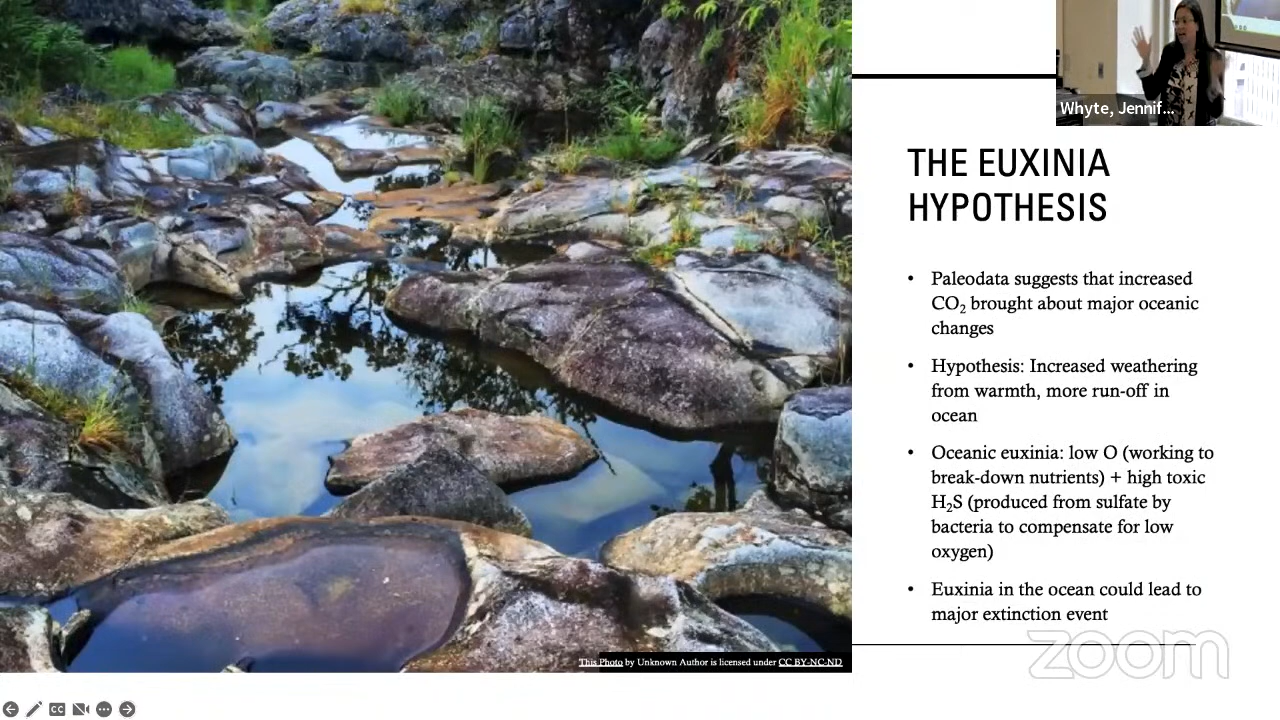 Whyte, Jennif...
THE EUXINIA
HYPOTHESIS
• Paleodata suggests that increased
CO₂ brought about major oceanic
changes
• Hypothesis: Increased weathering
from warmth, more run-off in
ocean
• Oceanic euxinia: low O (working to
break-down nutrients) + high toxic
H₂S (produced from sulfate by
bacteria to compensate for low
oxygen)
• Euxinia in the ocean could lead to
major extinction event
This Photo by Unknown Author is licensed under CC BY-NC-ND
zoom
CC